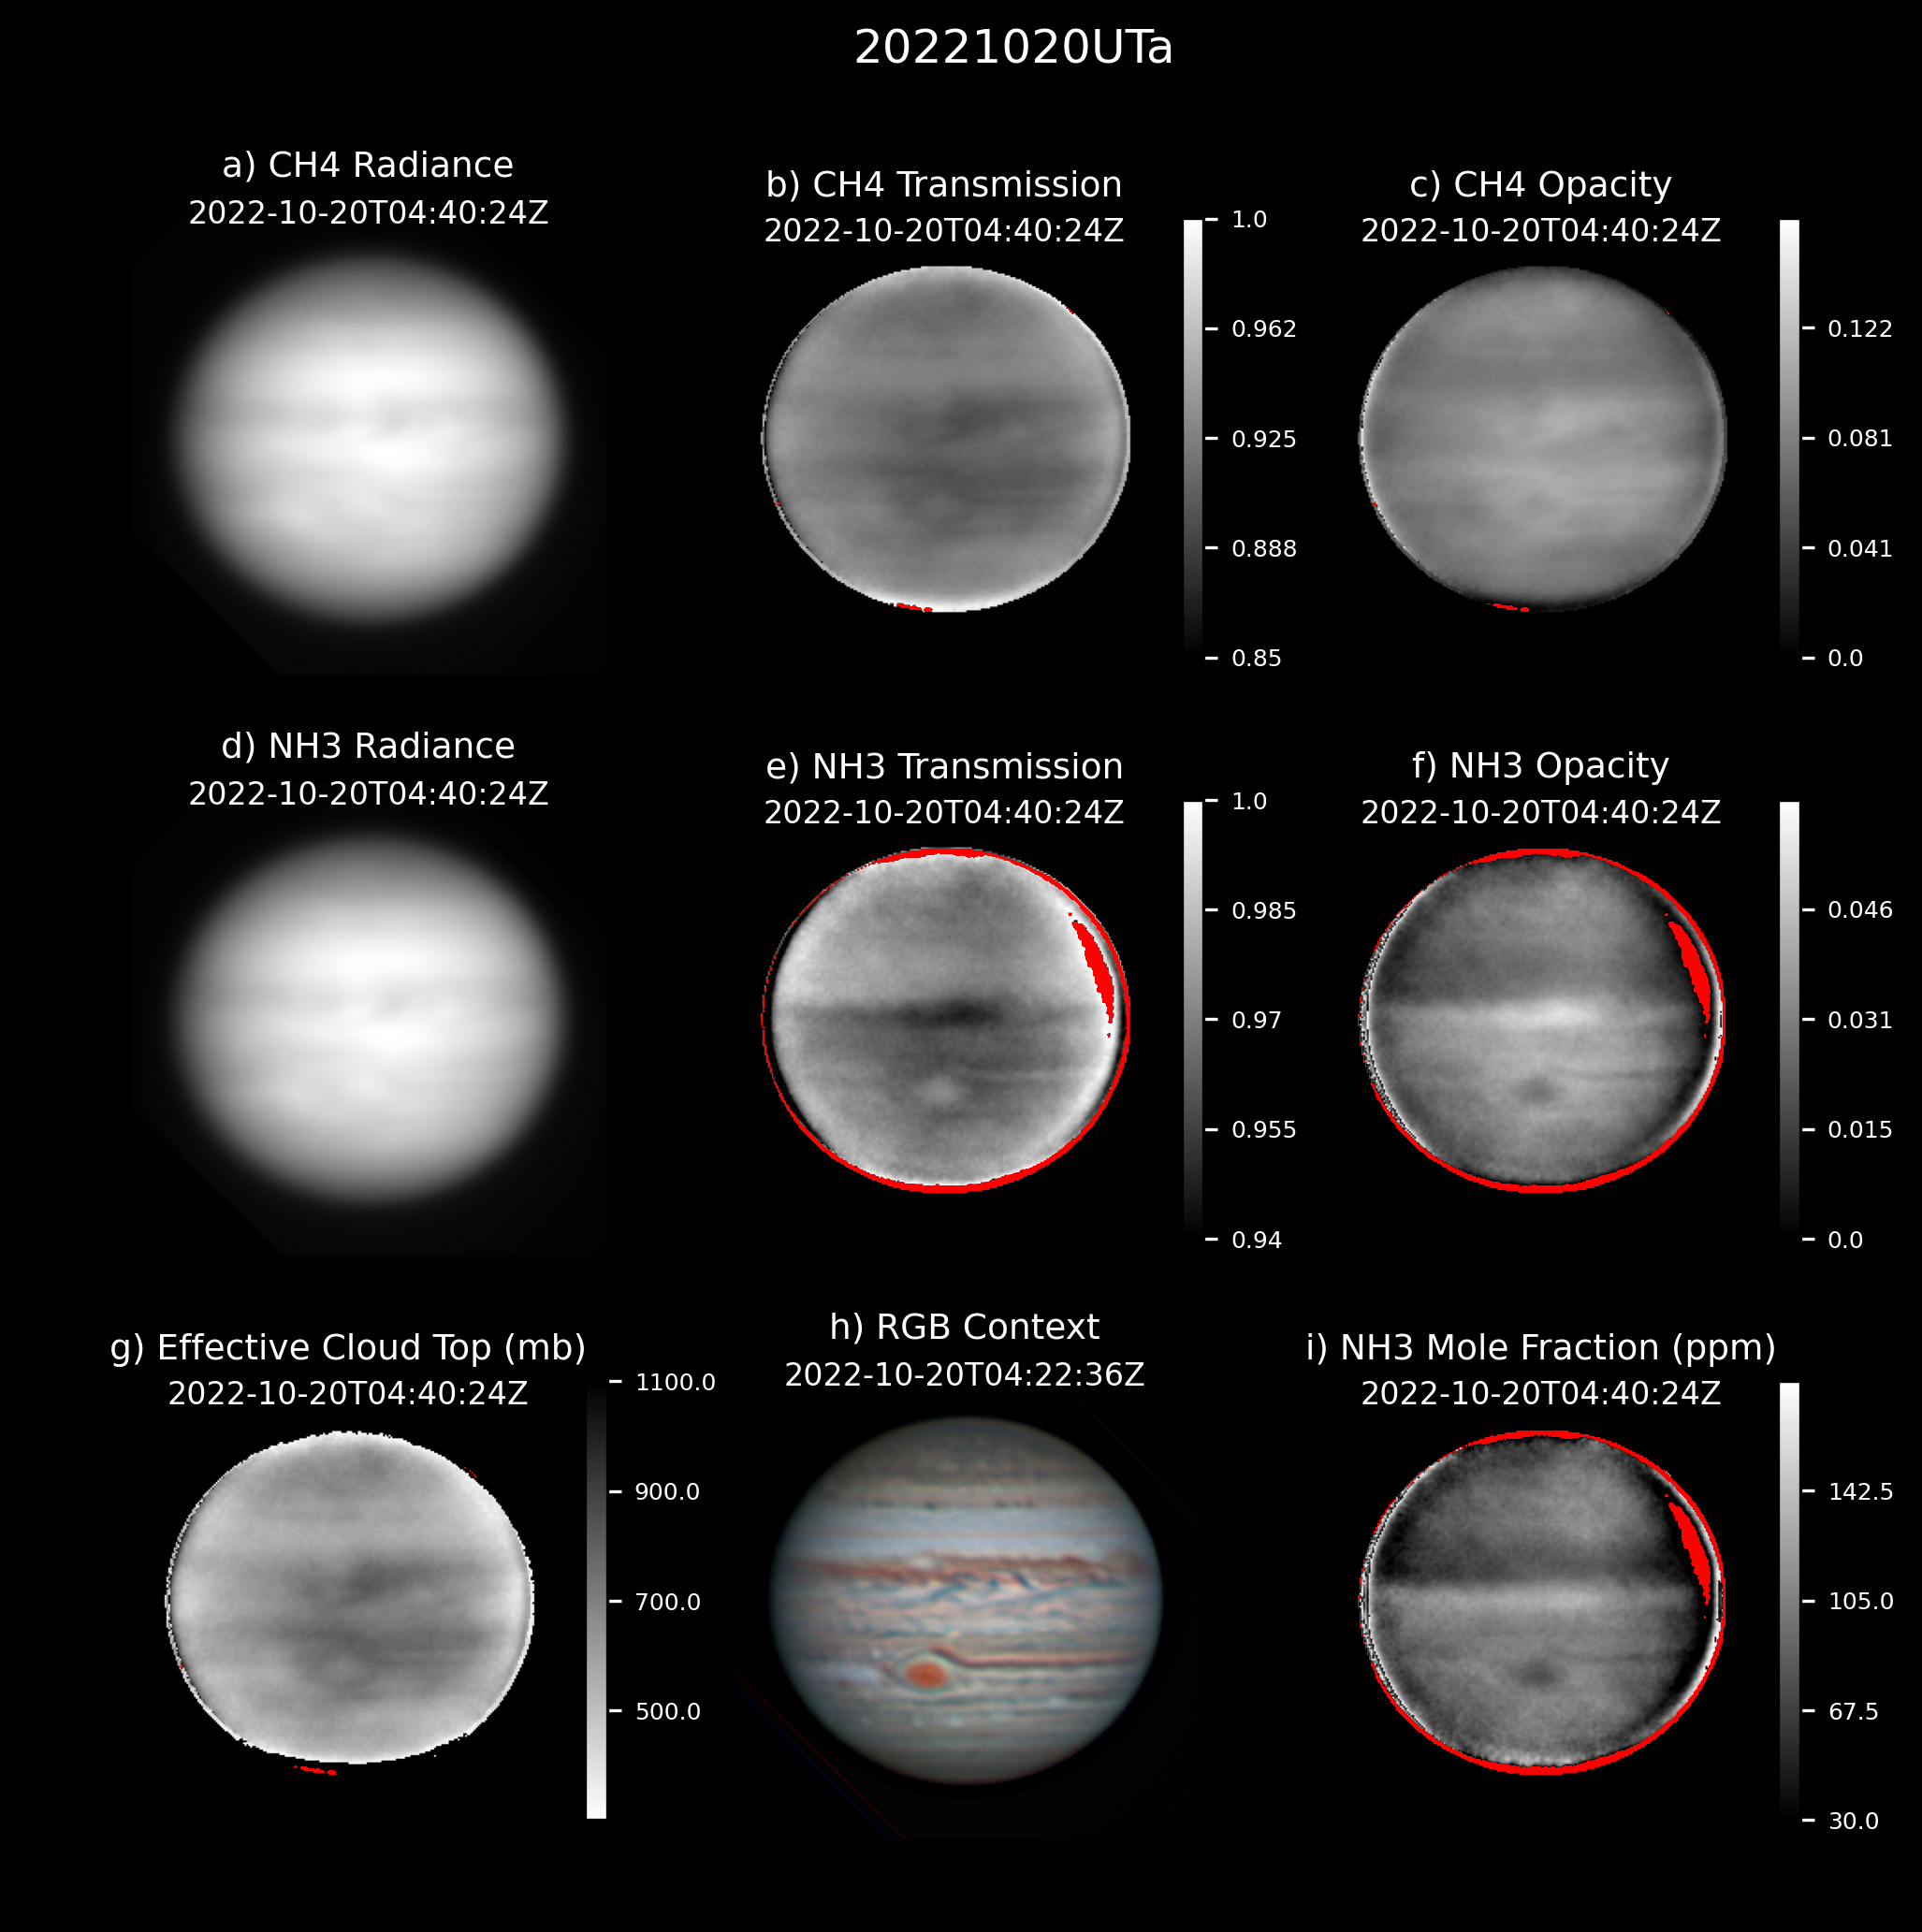 20221020UTa
a) CH4 Radiance
2022-10-20T04:40:24Z
b) CH4 Transmission
2022-10-20T04:40:24Z
1.0
0.962
0.925
0.888
0.85
c) CH4 Opacity
2022-10-20T04:40:24Z
0.122
0.081
0.041
0.0
d) NH3 Radiance
2022-10-20T04:40:24Z
e) NH3 Transmission
2022-10-20T04:40:24Z
1.0
0.985
0.97
0.955
0.94
f) NH3 Opacity
2022-10-20T04:40:24Z
0.046
0.031
0.015
0.0
g) Effective Cloud Top (mb)
2022-10-20T04:40:24Z
1100.0
900.0
700.0
500.0
h) RGB Context
2022-10-20T04:22:36Z
i) NH3 Mole Fraction (ppm)
2022-10-20T04:40:24Z
142.5
105.0
67.5
30.0